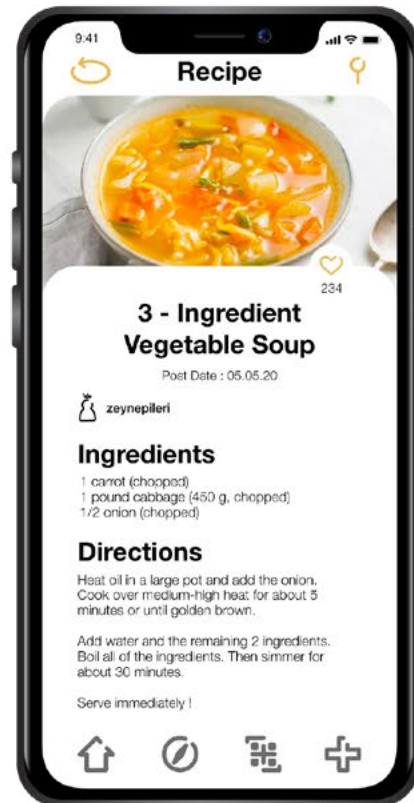 9:41
Recipe
234
3 - Ingredient
Vegetable Soup
Post Date : 05.05.20
zeynepileri
Ingredients
1 carrot (chopped)
1 pound cabbage (450 g, chopped)
1/2 onion (chopped)
Directions
Heat oil in a large pot and add the onion.
Cook over medium-high heat for about 5
minutes or until golden brown.
Add water and the remaining 2 ingredients.
Boil all of the ingredients. Then simmer for
about 30 minutes.
Serve immediately !